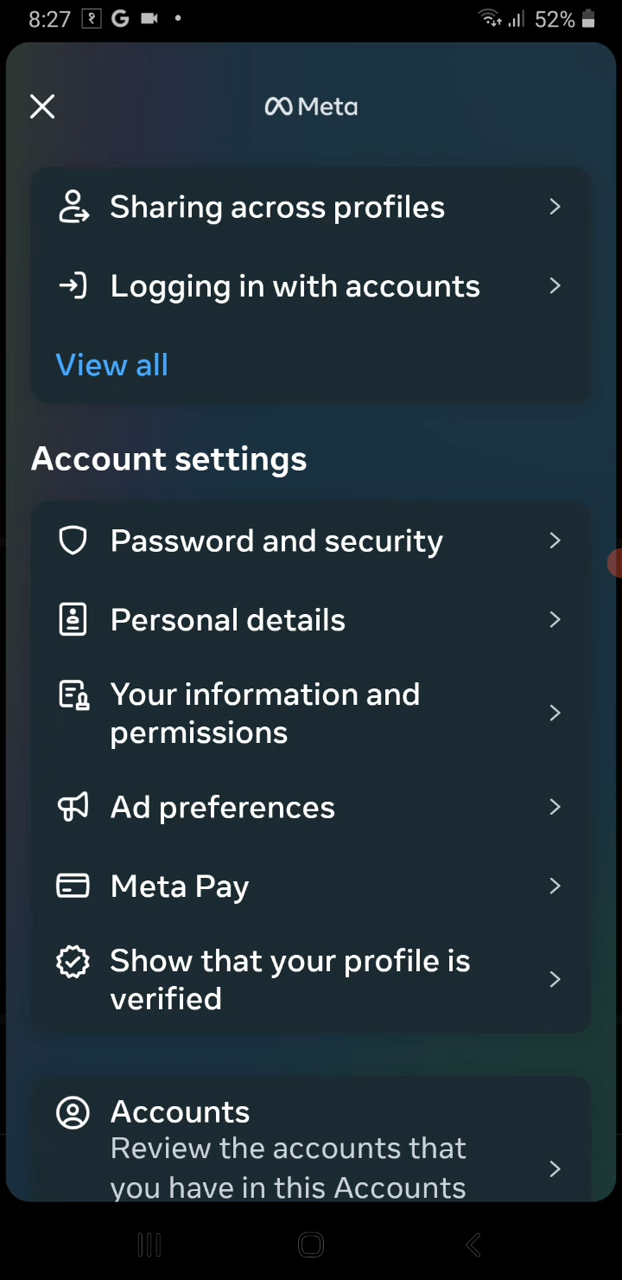 8:27 १ G 52%
Meta
Sharing across profiles
Logging in with accounts
View all
Account settings
Password and security
Personal details
Your information and
permissions
Ad preferences
Meta Pay
Show that your profile is
verified
Accounts
Review the accounts that
you have in this Accounts